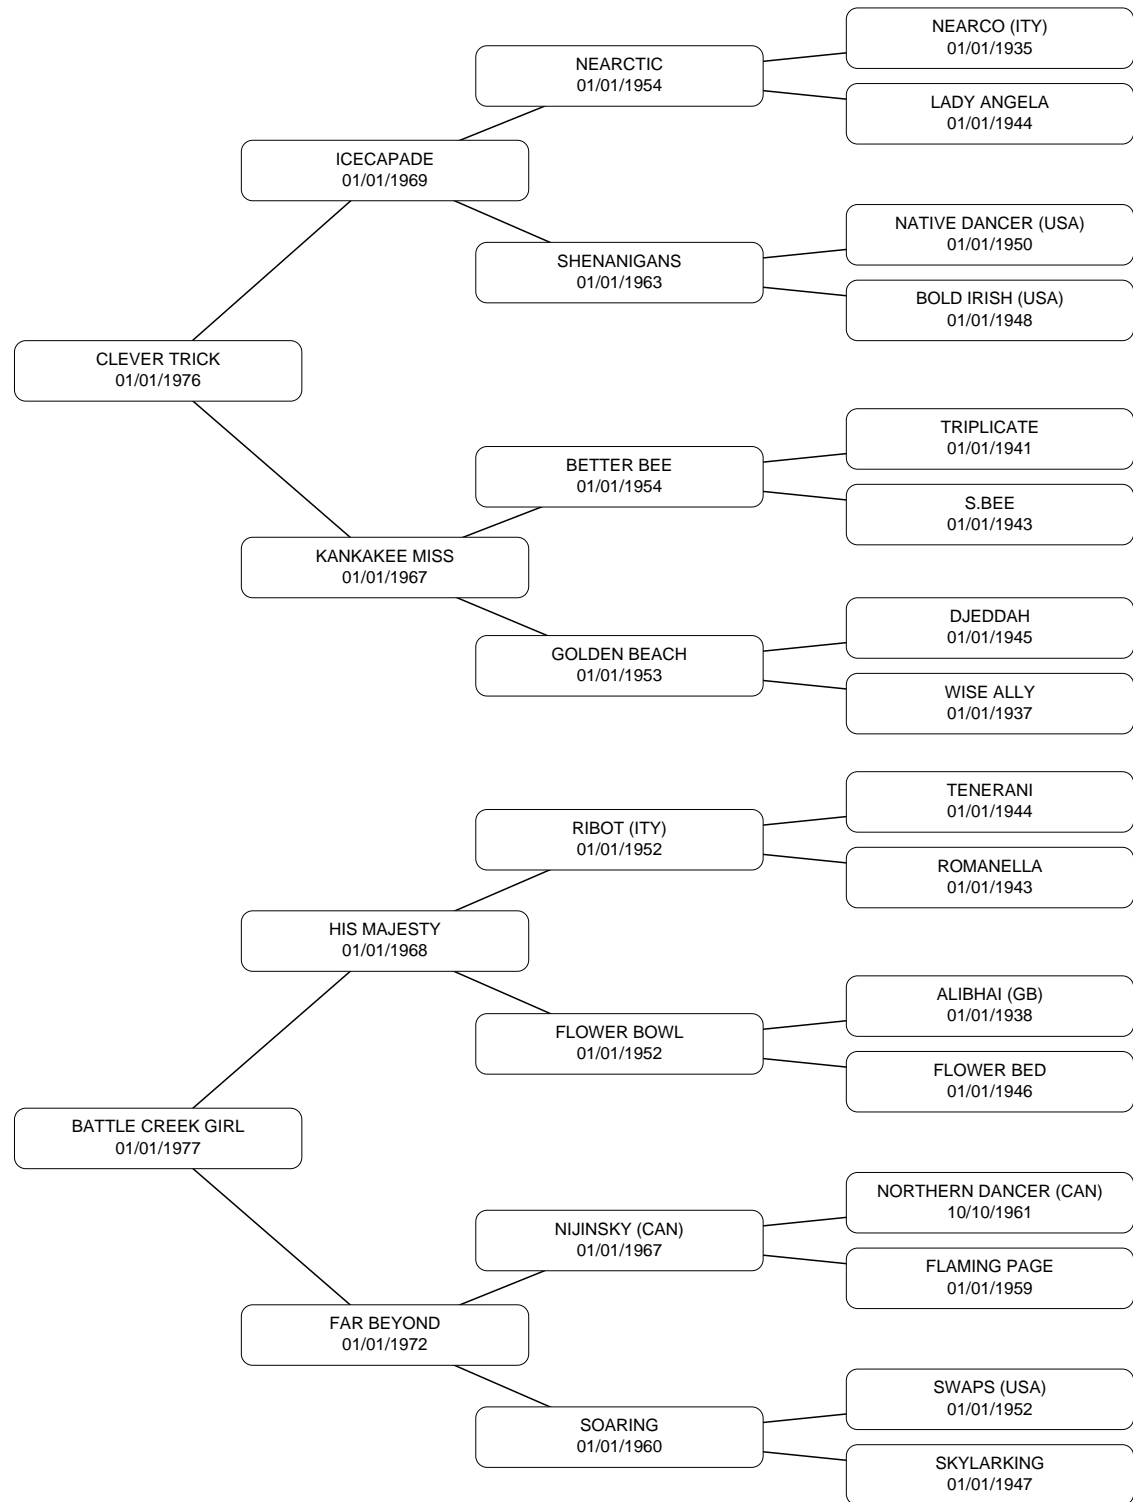 NEARCO (ITY)
01/01/1935
NEARCTIC
01/01/1954
LADY ANGELA
01/01/1944
ICECAPADE
01/01/1969
NATIVE DANCER (USA)
01/01/1950
SHENANIGANS
01/01/1963
BOLD IRISH (USA)
01/01/1948
CLEVER TRICK
01/01/1976
TRIPLICATE
01/01/1941
BETTER BEE
01/01/1954
S.BEE
01/01/1943
KANKAKEE MISS
01/01/1967
DJEDDAH
01/01/1945
GOLDEN BEACH
01/01/1953
WISE ALLY
01/01/1937
TENERANI
01/01/1944
RIBOT (ITY)
01/01/1952
ROMANELLA
01/01/1943
HIS MAJESTY
01/01/1968
ALIBHAI (GB)
01/01/1938
FLOWER BOWL
01/01/1952
FLOWER BED
01/01/1946
BATTLE CREEK GIRL
01/01/1977
NORTHERN DANCER (CAN)
10/10/1961
NIJINSKY (CAN)
01/01/1967
FLAMING PAGE
01/01/1959
FAR BEYOND
01/01/1972
SWAPS (USA)
01/01/1952
SOARING
01/01/1960
SKYLARKING
01/01/1947